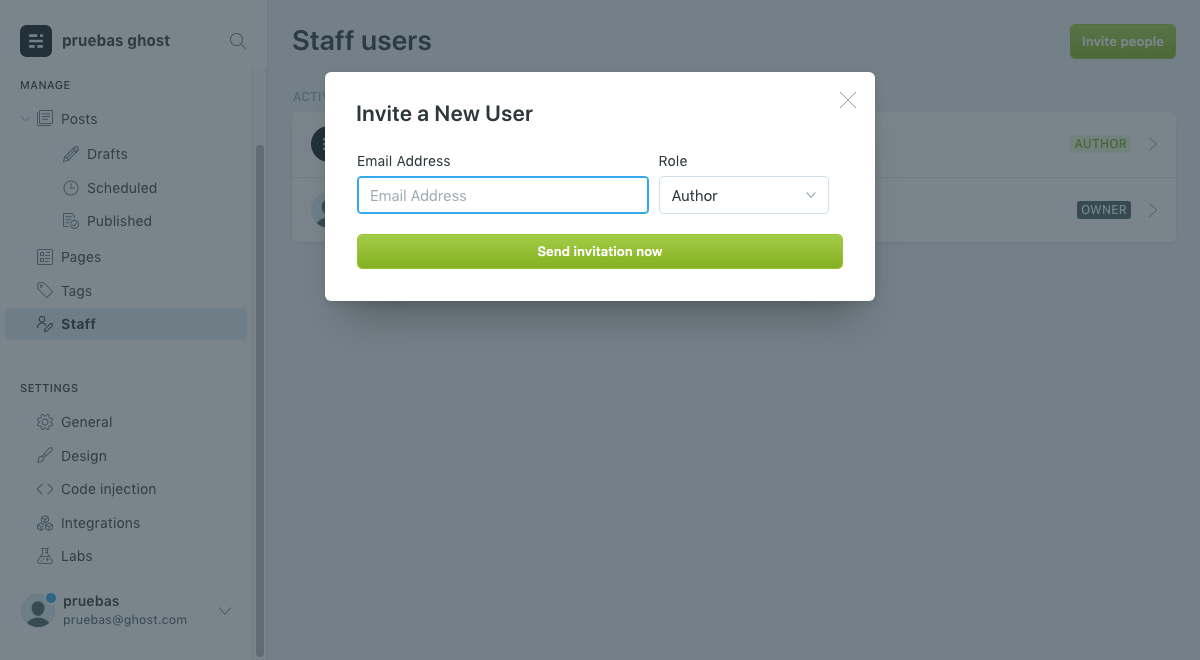 pruebas ghost
MANAGE
Posts
Drafts
Scheduled
Published
Pages
Tags
Staff
SETTINGS
General
Design
Code injection
Integrations
Labs
pruebas
pruebas@ghost.com
Staff users
Invite people
AUTHOR
OWNER
Invite a New User
Email Address
Role
Email Address
Author
Send invitation now